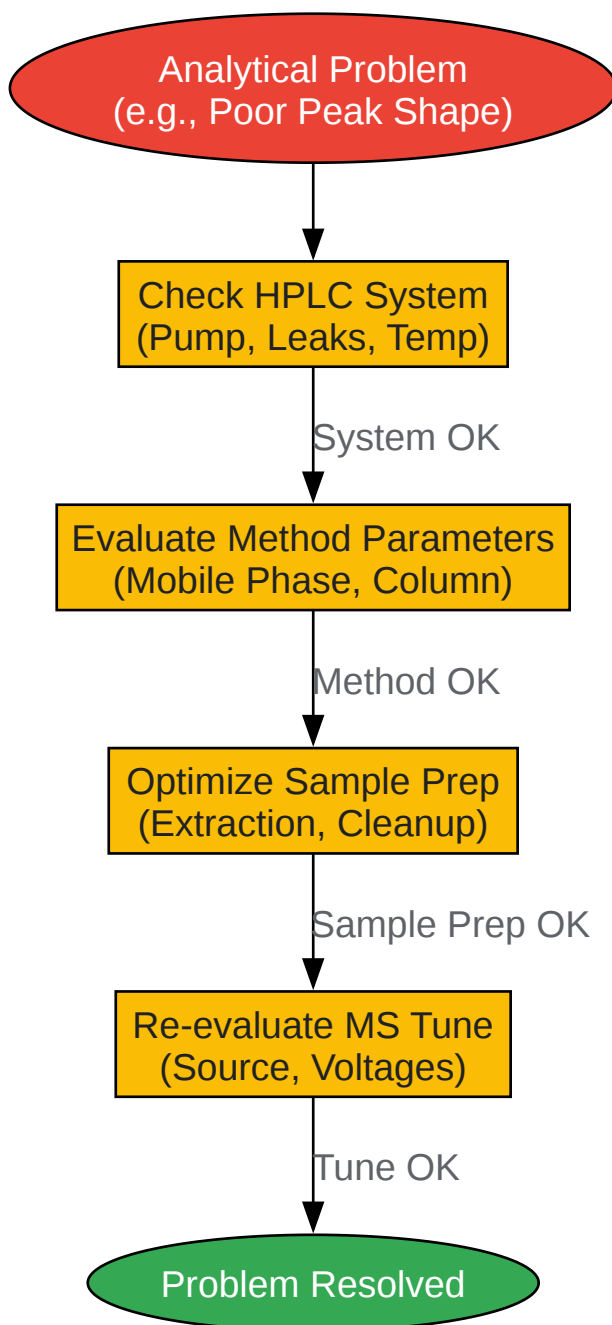 Analytical Problem
(e.g., Poor Peak Shape)
Check HPLC System
(Pump, Leaks, Temp)
System OK
Evaluate Method Parameters
(Mobile Phase, Column)
Method OK
Optimize Sample Prep
(Extraction, Cleanup)
Sample Prep OK
Re-evaluate MS Tune
(Source, Voltages)
Tune OK
Problem Resolved